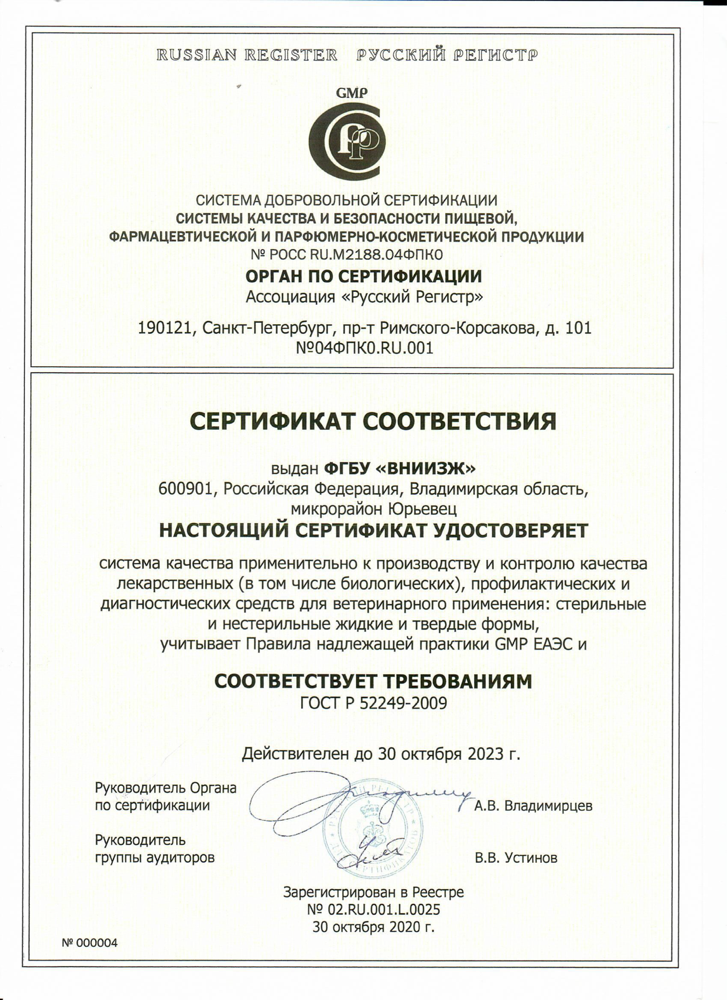 RUSSIAN REGISTER РУССКИЙ РЕГИСТР
GMP
СИСТЕМА ДОБРОВОЛЬНОЙ СЕРТИФИКАЦИИ
СИСТЕМЫ КАЧЕСТВА И БЕЗОПАСНОСТИ ПИЩЕВОЙ,
ФАРМАЦЕВТИЧЕСКОЙ И ПАРФЮМЕРНО-КОСМЕТИЧЕСКОЙ ПРОДУКЦИИ
№ РОСС RU.М2188.04ФПК0
ОРГАН ПО СЕРТИФИКАЦИИ
Ассоциация «Русский Регистр»
190121, Санкт-Петербург, пр-т Римского-Корсакова, д. 101
№04ФПК0.RU.001
СЕРТИФИКАТ СООТВЕТСТВИЯ
выдан ФГБУ «ВНИИЗЖ»
600901, Российская Федерация, Владимирская область,
микрорайон Юрьевец
НАСТОЯЩИЙ СЕРТИФИКАТ УДОСТОВЕРЯЕТ
система качества применительно к производству и контролю качества
лекарственных (в том числе биологических), профилактических и
диагностических средств для ветеринарного применения: стерильные
и нестерильные жидкие и твердые формы,
учитывает Правила надлежащей практики GMP ЕАЭС и
СООТВЕТСТВУЕТ ТРЕБОВАНИЯМ
ГОСТ Р 52249-2009
Действителен до 30 октября 2023 г.
Руководитель Органа
по сертификации
А.В. Владимирцев
Руководитель
группы аудиторов
В.В. Устинов
РУССКИЙ РЕГИСТР
ДЛЯ СЕРТИФИКАТОВ
Зарегистрирован в Реестре
№ 02.RU.001.L.0025
30 октября 2020 г.
№ 000004